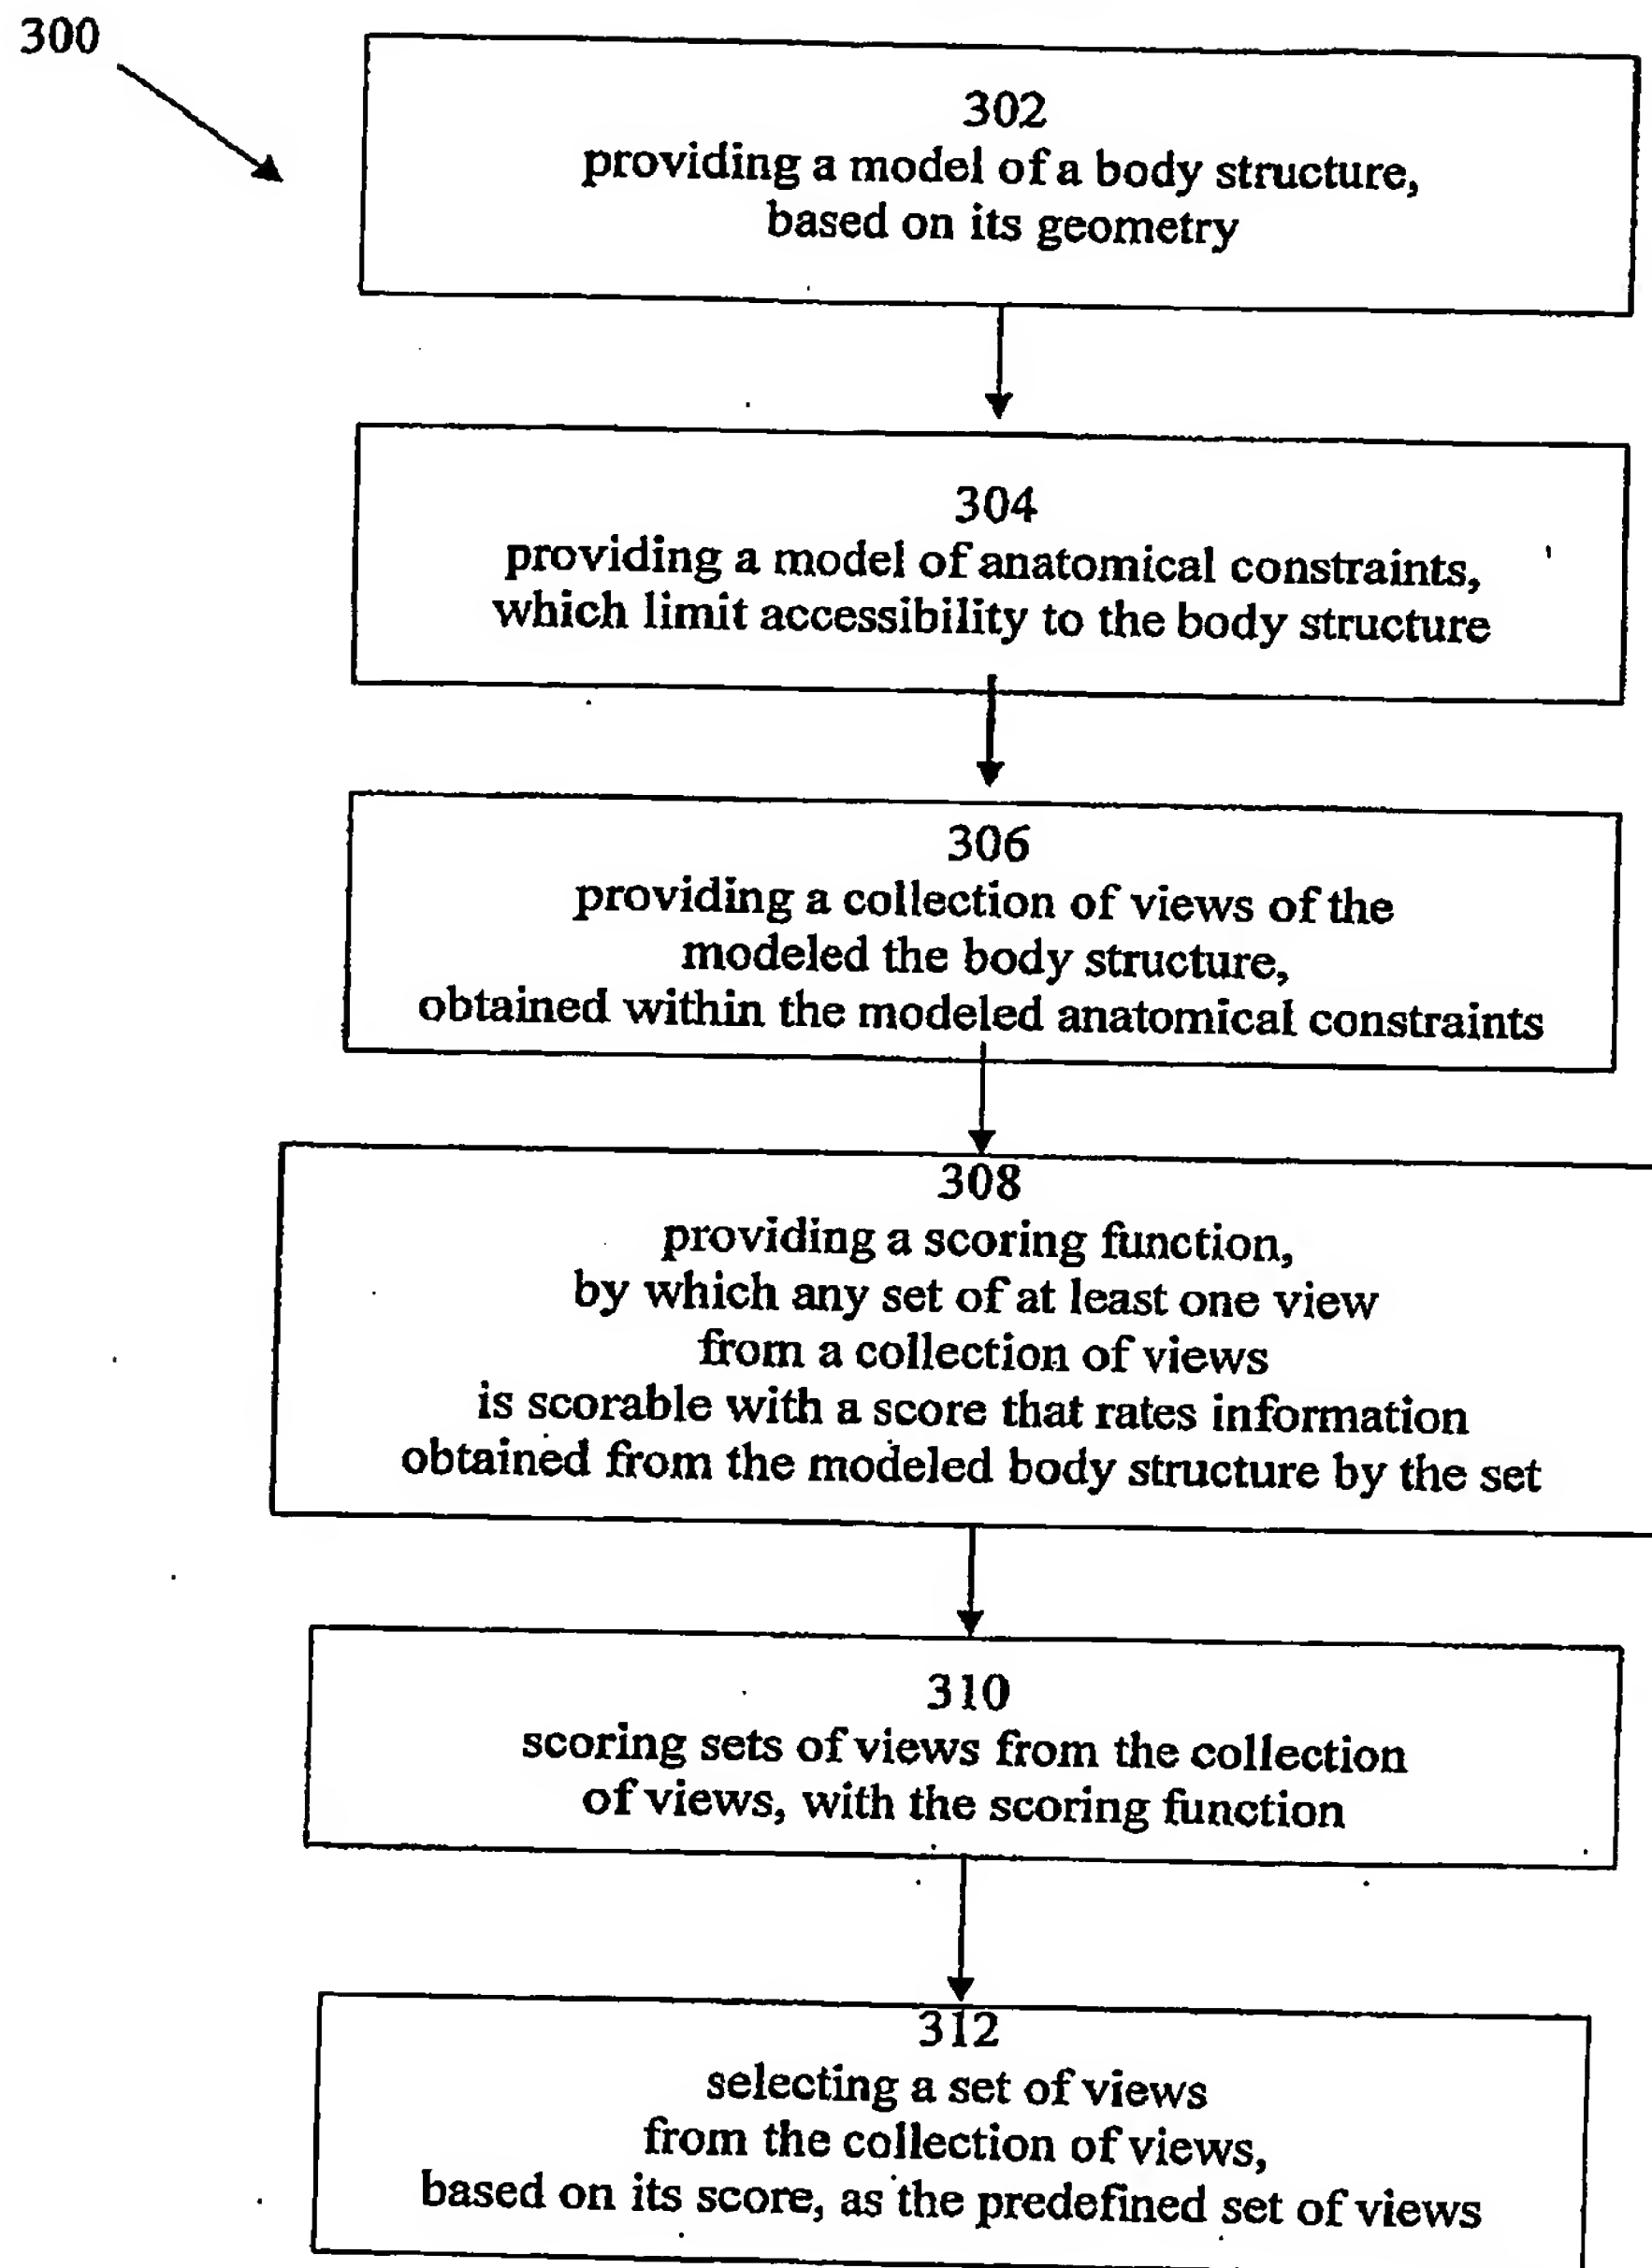 300
302
providing a model of a body structure,
based on its geometry
304
providing a model of anatomical constraints,
which limit accessibility to the body structure
306
providing a collection of views of the
modeled the body structure,
obtained within the modeled anatomical constraints
308
providing a scoring function,
by which any set of at least one view
from a collection of views
is scorable with a score that rates information
obtained from the modeled body structure by the set
310
scoring sets of views from the collection
of views, with the scoring function
312
selecting a set of views
from the collection of views,
based on its score, as the predefined set of views